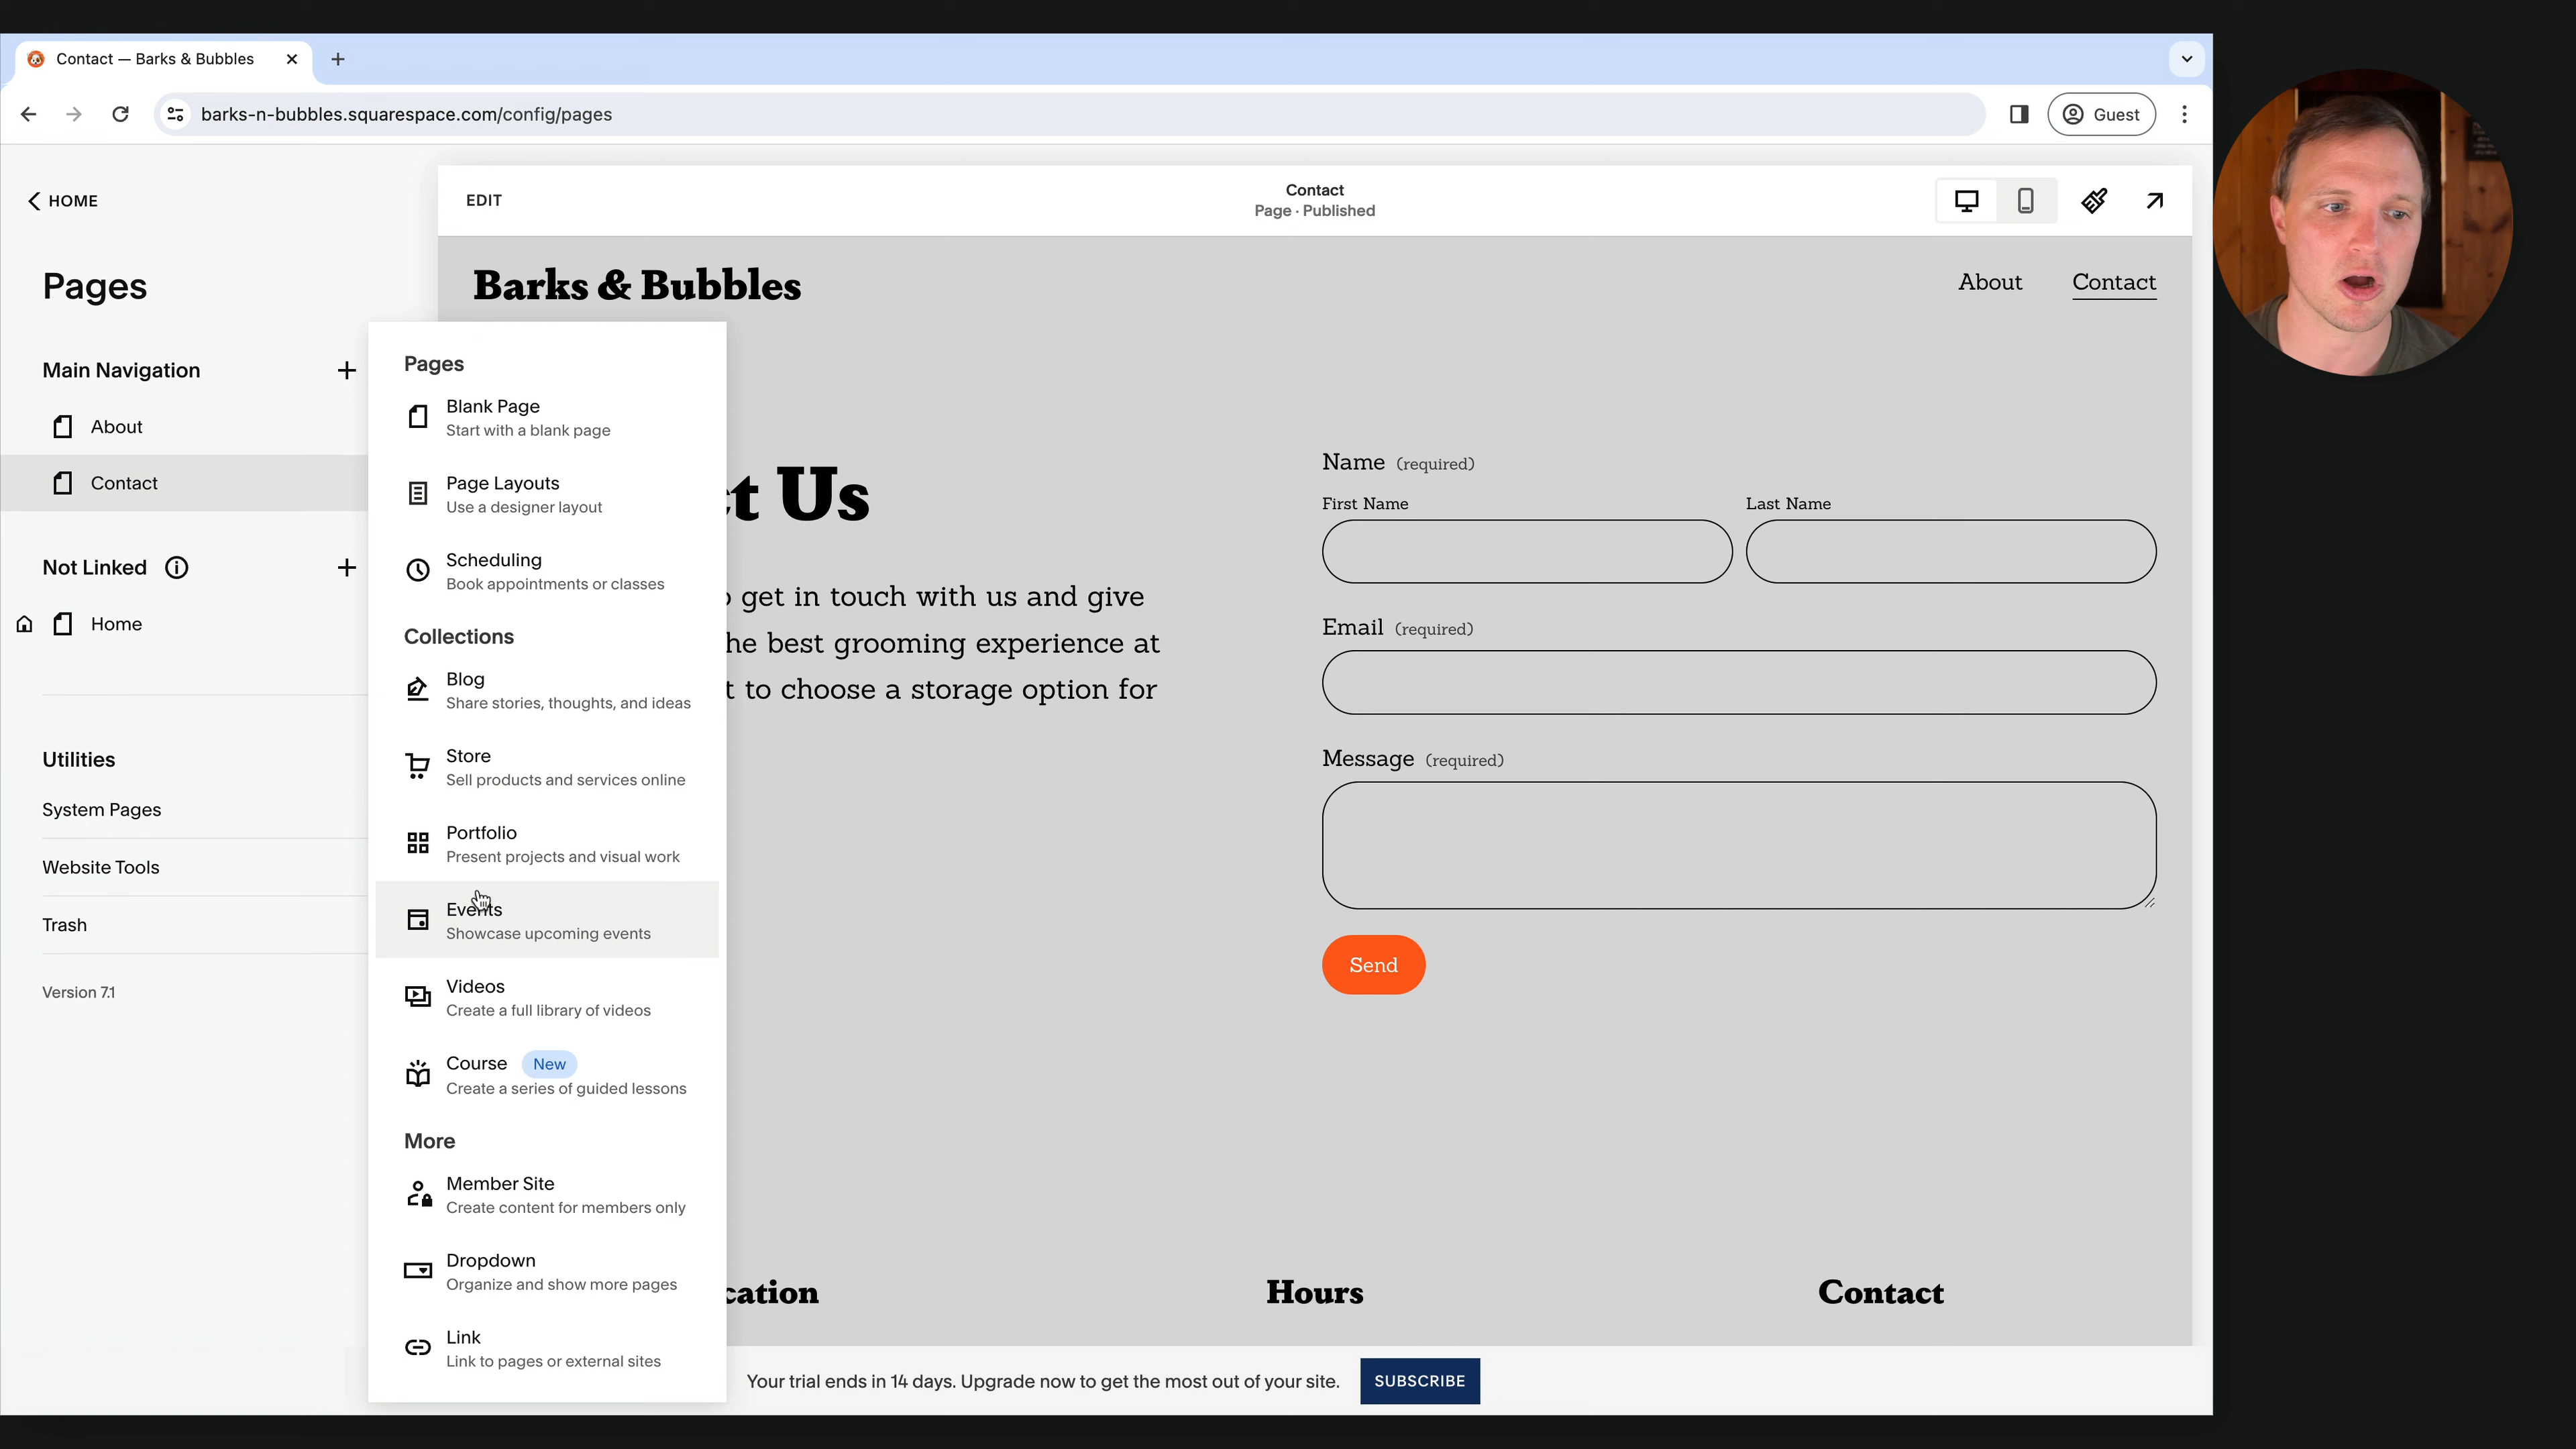 Contact — Barks & Bubbles
barks-n-bubbles.squarespace.com/config/pages
Guest
HOME
Pages
Main Navigation
About
Contact
Not Linked
Home
Utilities
System Pages
Website Tools
Trash
Version 7.1
Pages
Blank Page
Start with a blank page
Page Layouts
Use a designer layout
Scheduling
Book appointments or classes
Collections
Blog
Share stories, thoughts, and ideas
Store
Sell products and services online
Portfolio
Present projects and visual work
Events
Showcase upcoming events
Videos
Create a full library of videos
Course New
Create a series of guided lessons
More
Member Site
Create content for members only
Dropdown
Organize and show more pages
Link
Link to pages or external sites
EDIT
Contact
Page · Published
Barks & Bubbles
About Contact
Us
get in touch with us and give
best grooming experience at
to choose a storage option for
Name (required)
First Name Last Name
Email (required)
Message (required)
Send
Hours Contact
Your trial ends in 14 days. Upgrade now to get the most out of your site. SUBSCRIBE